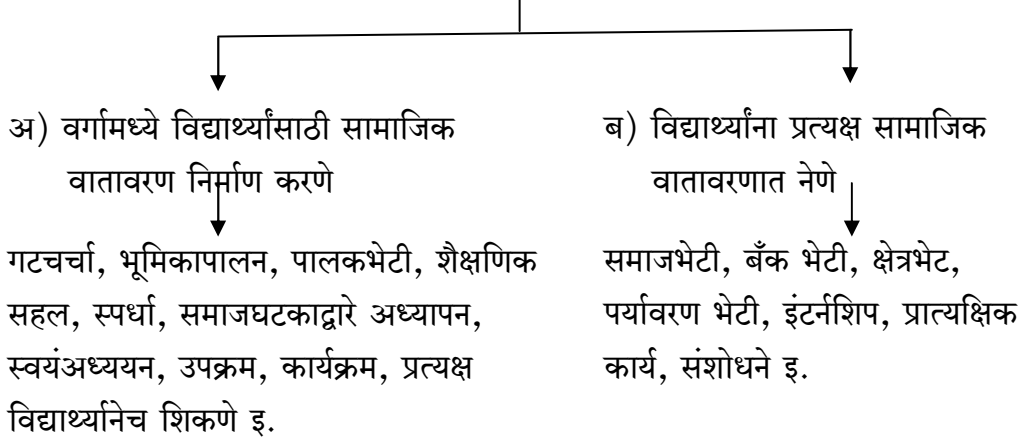 अ) वर्गामध्ये विद्यार्थ्यांसाठी सामाजिक
वातावरण निर्माण करणे
गटचर्चा, भूमिकापालन, पालकभेटी, शैक्षणिक
सहल, स्पर्धा, समाजघटकाद्वारे अध्यापन,
स्वयंअध्ययन, उपक्रम, कार्यक्रम, प्रत्यक्ष
विद्यार्थ्यानेच शिकणे इ.
ब) विद्यार्थ्यांना प्रत्यक्ष सामाजिक
वातावरणात नेणे
समाजभेटी, बँक भेटी, क्षेत्रभेट,
पर्यावरण भेटी, इंटर्नशिप, प्रात्यक्षिक
कार्य, संशोधने इ.